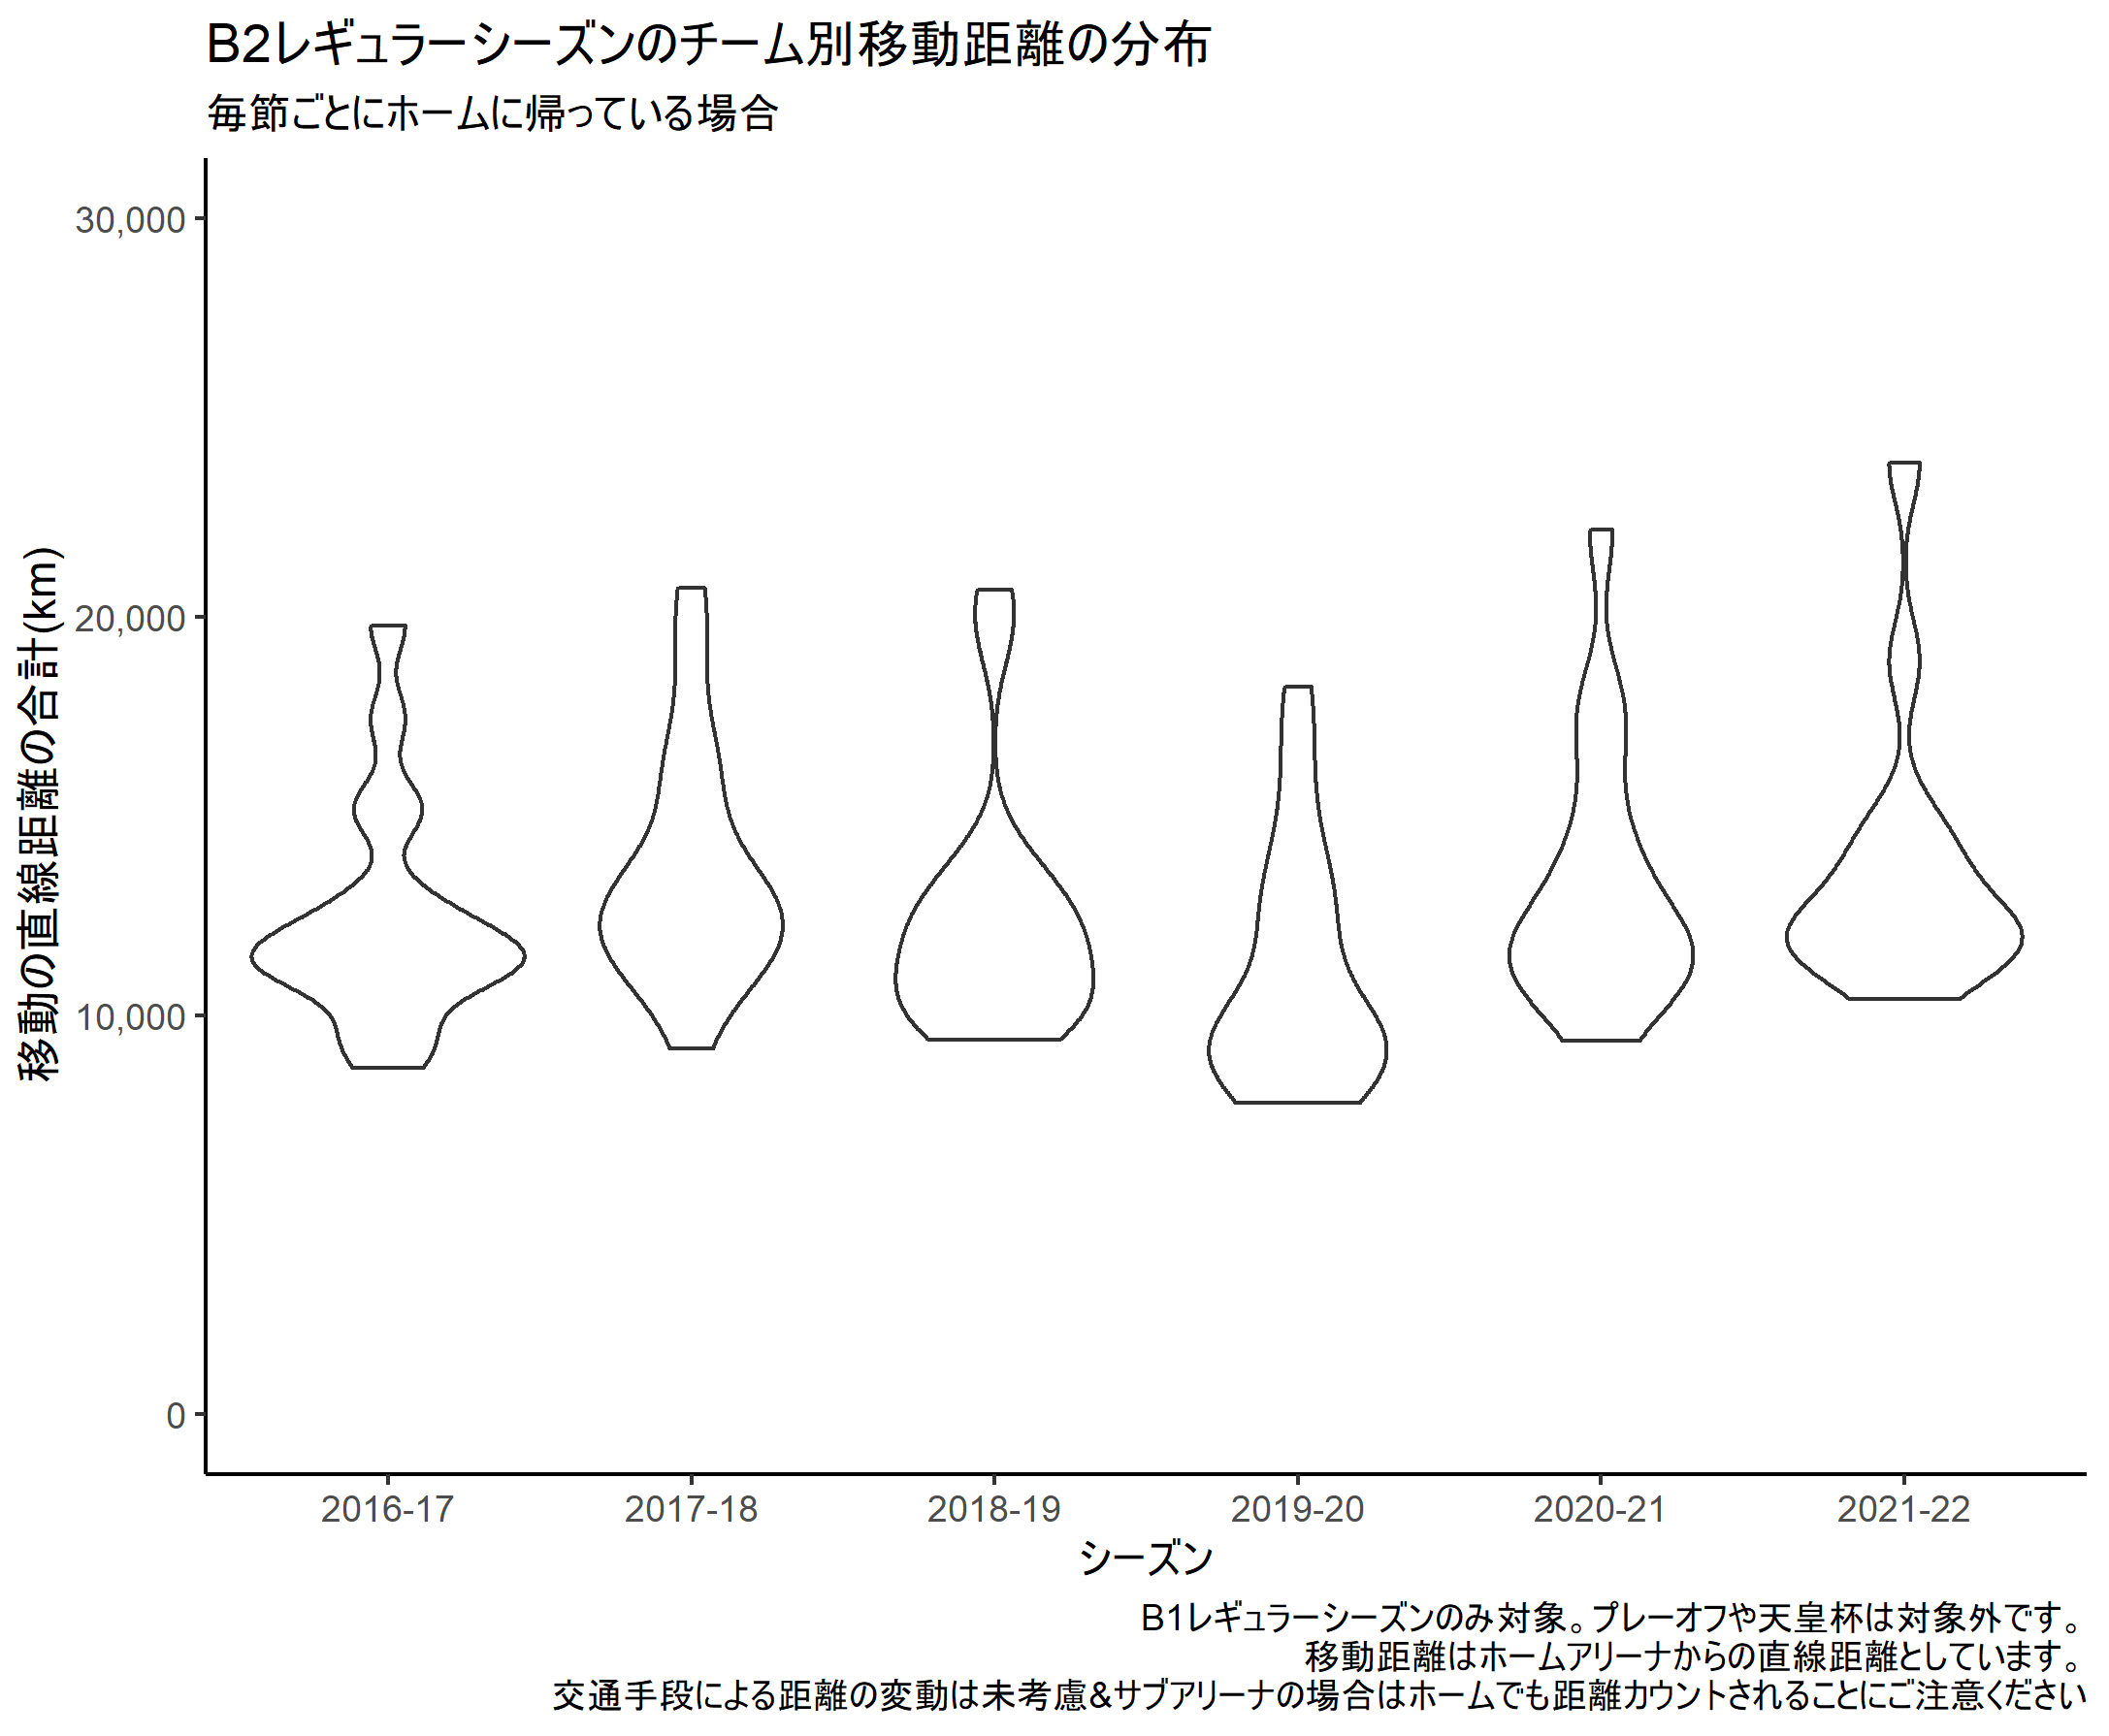 B2レギュラーシーズンのチーム別移動距離の分布
毎節ごとにホームに帰っている場合
移動の直線距離の合計(km)
30,000
20,000
10,000
0
2016-17 2017-18 2018-19 2019-20 2020-21 2021-22
シーズン
B1レギュラーシーズンのみ対象。プレーオフや天皇杯は対象外です。
移動距離はホームアリーナからの直線距離としています。
交通手段による距離の変動は未考慮&サブアリーナの場合はホームでも距離カウントされることにご注意ください